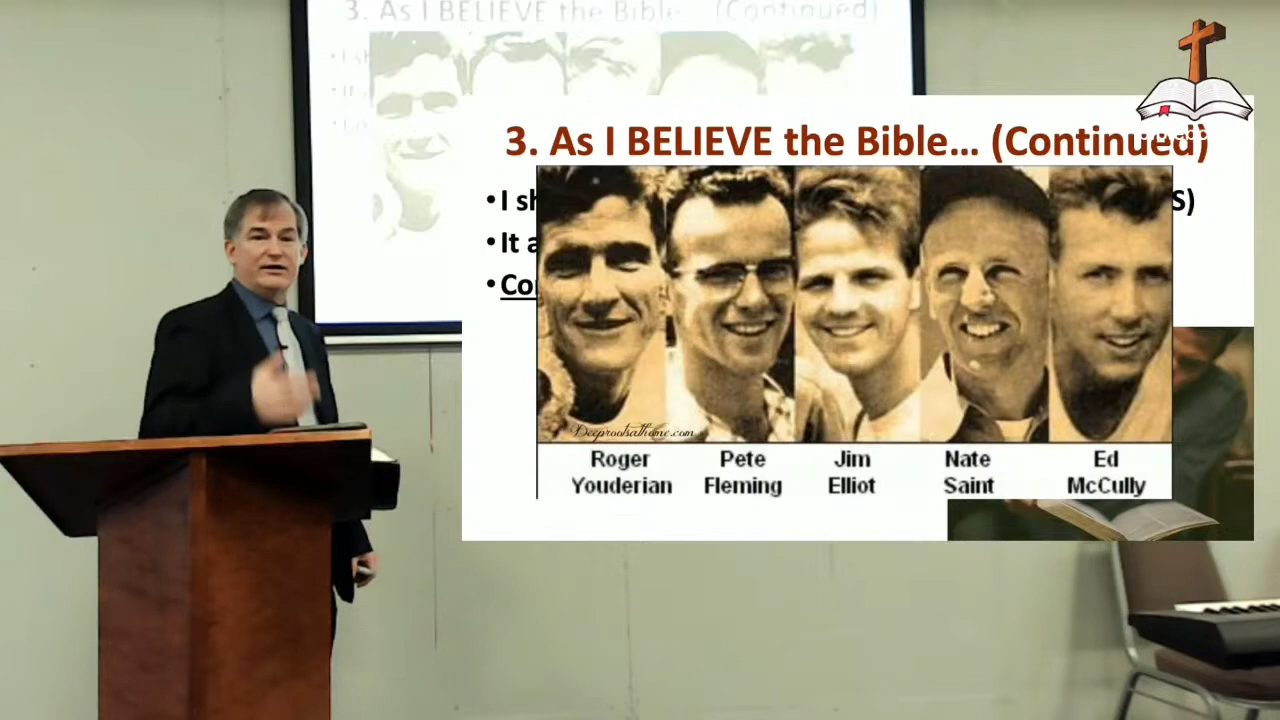 3. As I BELIEVE the Bible... (Continued)
3. As I BELIEVE the Bible... (Continued)
• I sh
S)
• It a
• Co
Deeprootsathome.com
Roger Youderian
Pete Fleming
Jim Elliot
Nate Saint
Ed McCully